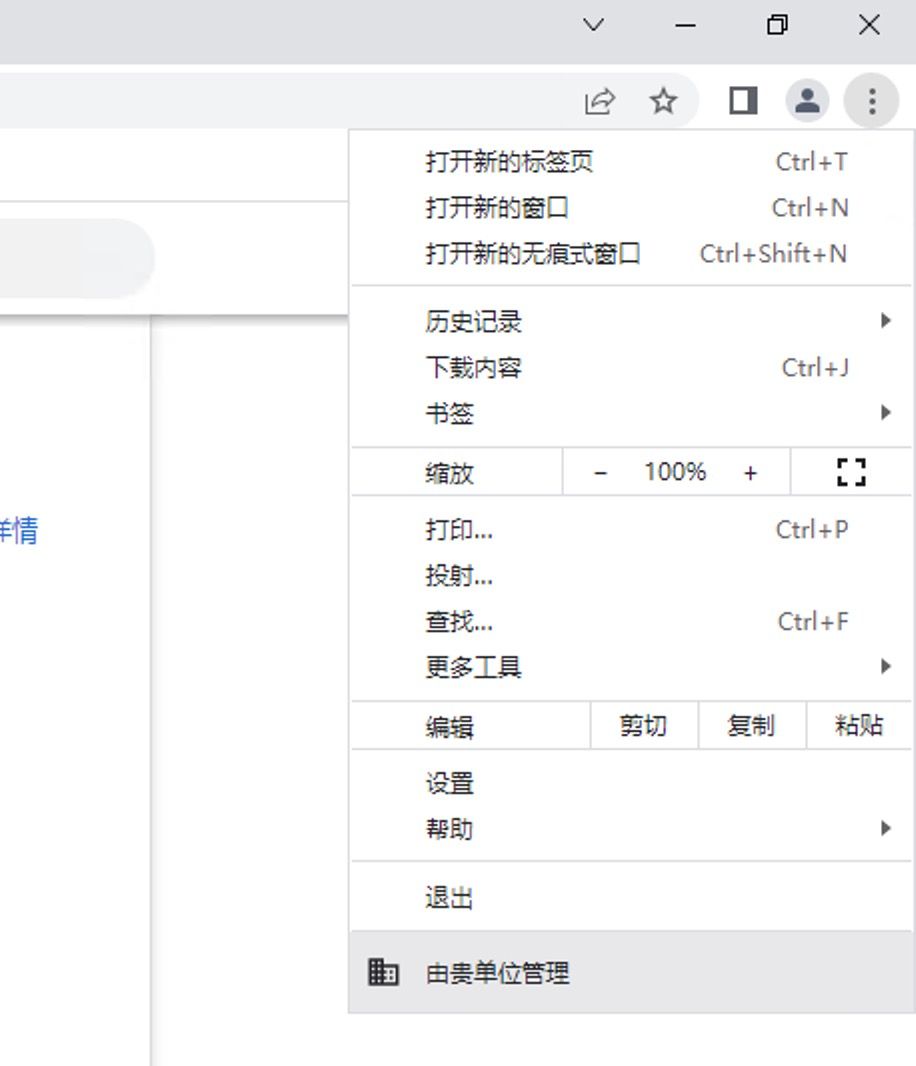 打开新的标签页 Ctrl+T
打开新的窗口 Ctrl+N
打开新的无痕式窗口 Ctrl+Shift+N
历史记录
下载内容 Ctrl+J
书签
缩放 − 100% +
详情
打印... Ctrl+P
投射...
查找... Ctrl+F
更多工具
编辑 剪切 复制 粘贴
设置
帮助
退出
由贵单位管理